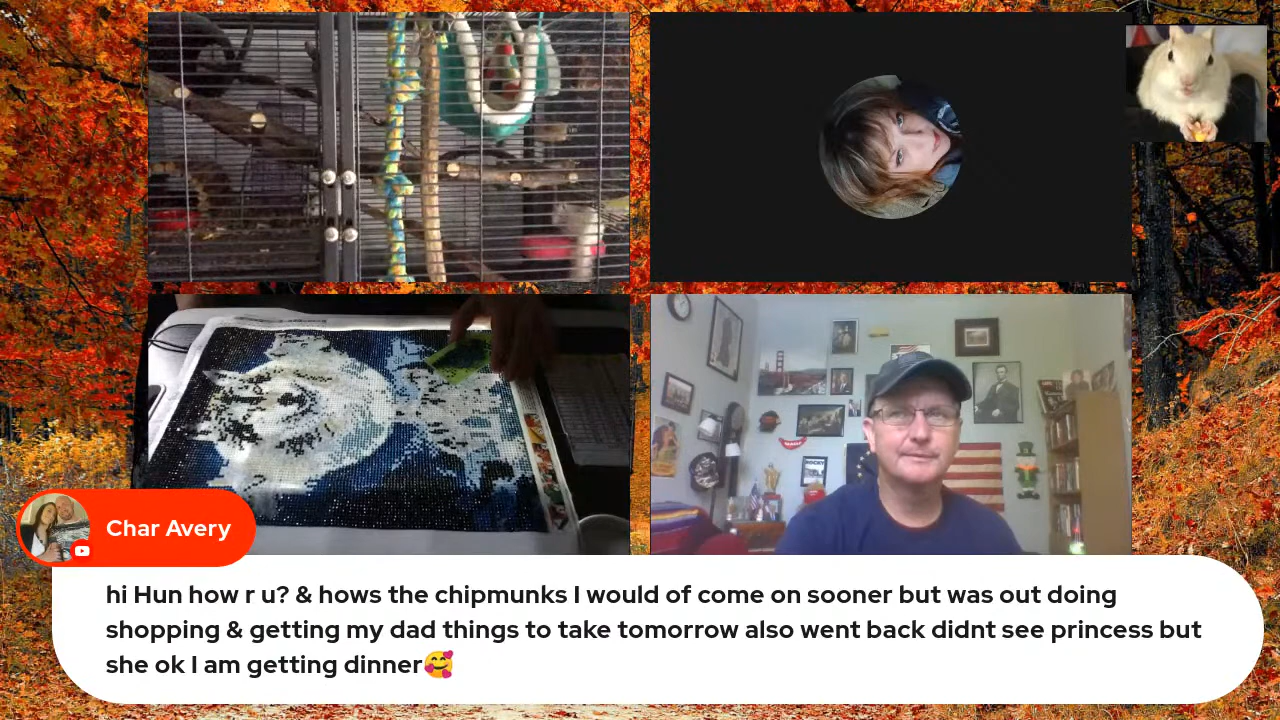 ROCKY
Char Avery
hi Hun how r u? & hows the chipmunks I would of come on sooner but was out doing
shopping & getting my dad things to take tomorrow also went back didnt see princess but
she ok I am getting dinner🥰